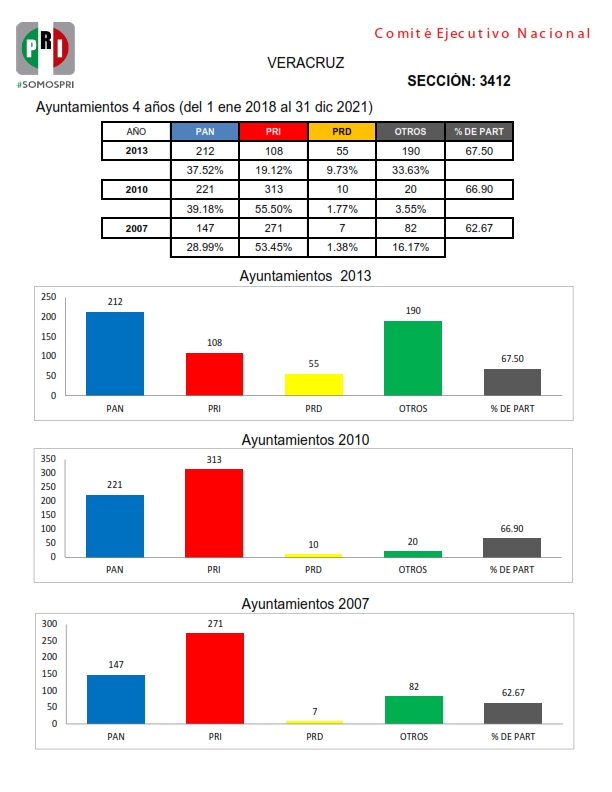 Comité Ejecutivo Nacional
PRI
#SOMOSPRI
VERACRUZ
SECCIÓN: 3412
Ayuntamientos 4 años (del 1 ene 2018 al 31 dic 2021)
AÑO PAN PRI PRD OTROS % DE PART
2013 212 108 55 190 67.50
37.52% 19.12% 9.73% 33.63%
2010 221 313 10 20 66.90
39.18% 55.50% 1.77% 3.55%
2007 147 271 7 82 62.67
28.99% 53.45% 1.38% 16.17%
Ayuntamientos 2013
250
200
150
100
50
0
212
108
55
190
67.50
PAN PRI PRD OTROS % DE PART
Ayuntamientos 2010
350
300
250
200
150
100
50
0
221
313
10
20
66.90
PAN PRI PRD OTROS % DE PART
Ayuntamientos 2007
300
250
200
150
100
50
0
147
271
7
82
62.67
PAN PRI PRD OTROS % DE PART